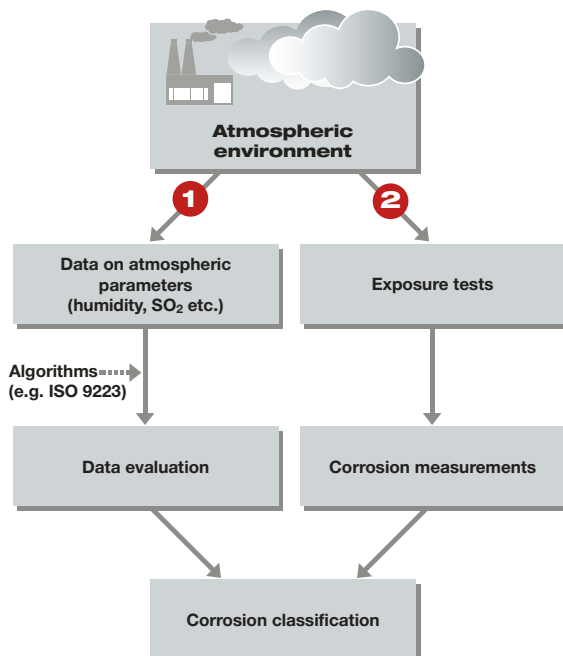 Atmospheric
environment
1
2
Data on atmospheric
parameters
(humidity, SO₂ etc.)
Exposure tests
Algorithms
(e.g. ISO 9223)
Data evaluation
Corrosion measurements
Corrosion classification